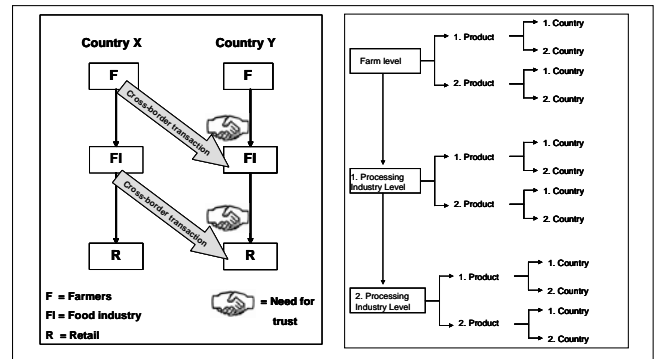 Country X
Country Y
F
F
Cross-border transaction
FI
FI
Cross-border transaction
R
R
F = Farmers
FI = Food industry
R = Retail
= Need for
trust
Farm level
1. Product
1. Country
2. Country
2. Product
1. Country
2. Country
1. Processing
Industry Level
1. Product
1. Country
2. Country
2. Product
1. Country
2. Country
2. Processing
Industry Level
1. Product
1. Country
2. Country
2. Product
1. Country
2. Country